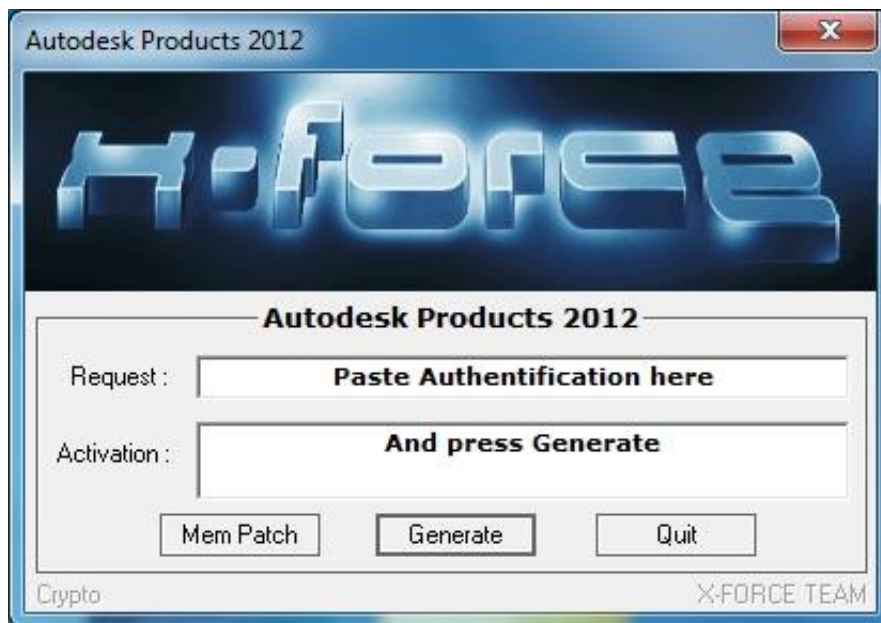 Autodesk Products 2012
x-force
Autodesk Products 2012
Request :
Paste Authentification here
Activation :
And press Generate
Mem Patch
Generate
Quit
Crypto
X-FORCE TEAM